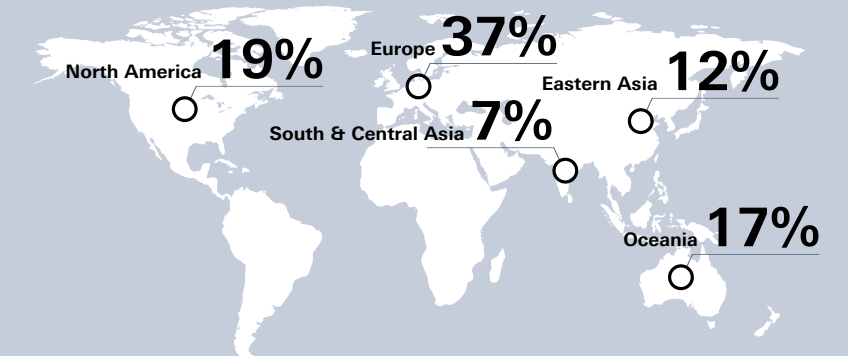 Europe 37%
North America 19%
Eastern Asia 12%
South & Central Asia 7%
Oceania 17%